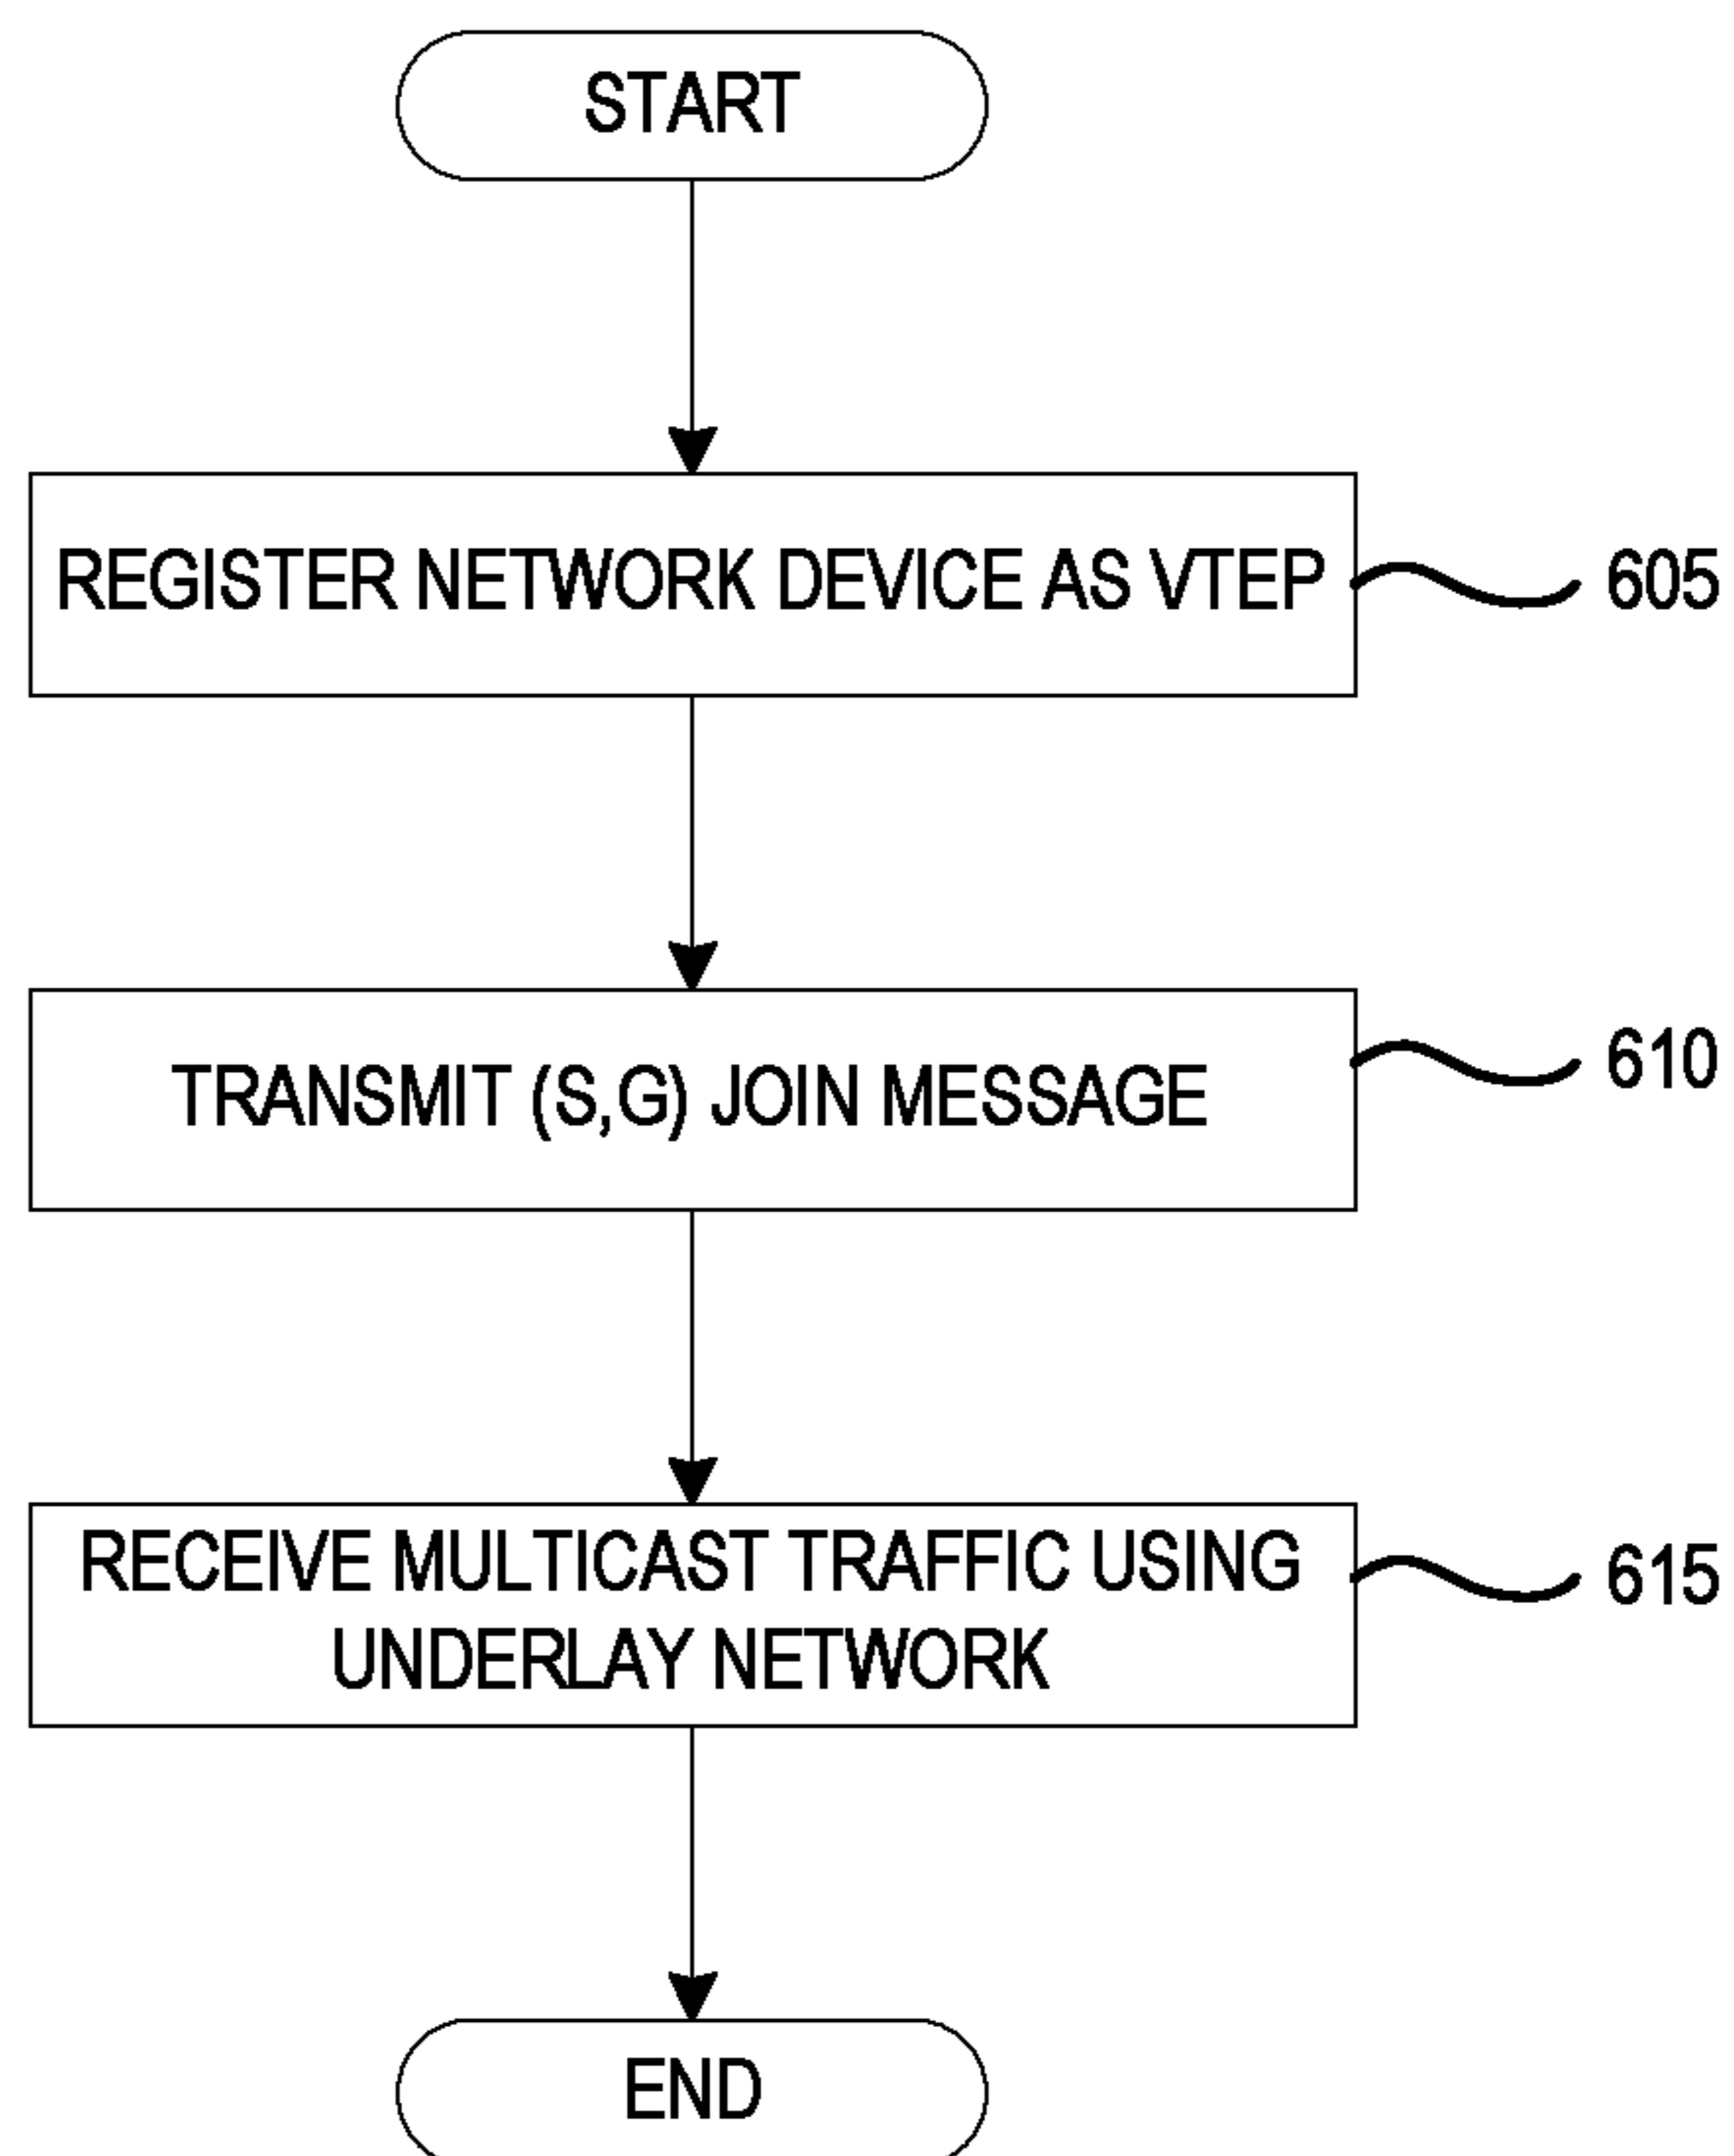 START
REGISTER NETWORK DEVICE AS VTEP
605
TRANSMIT (S,G) JOIN MESSAGE
610
RECEIVE MULTICAST TRAFFIC USING
UNDERLAY NETWORK
615
END